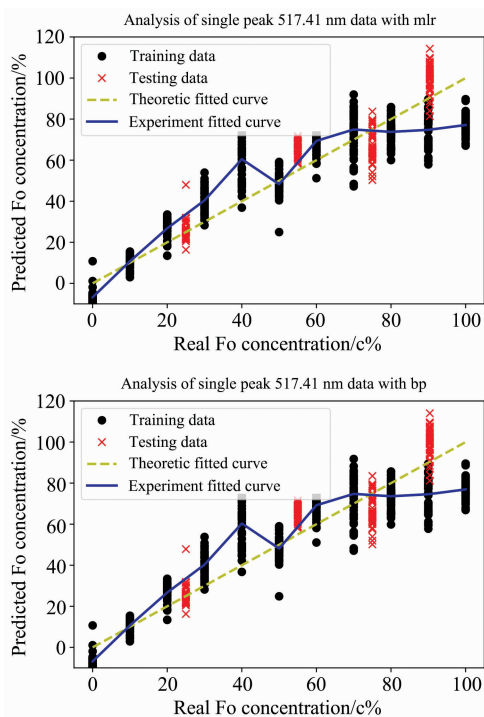 Analysis of single peak 517.41 nm data with mlr
120
100
80
60
40
20
0
Predicted Fo concentration/%
Training data
Testing data
Theoretic fitted curve
Experiment fitted curve
0 20 40 60 80 100
Real Fo concentration/c%
Analysis of single peak 517.41 nm data with bp
120
100
80
60
40
20
0
Predicted Fo concentration/%
Training data
Testing data
Theoretic fitted curve
Experiment fitted curve
0 20 40 60 80 100
Real Fo concentration/c%